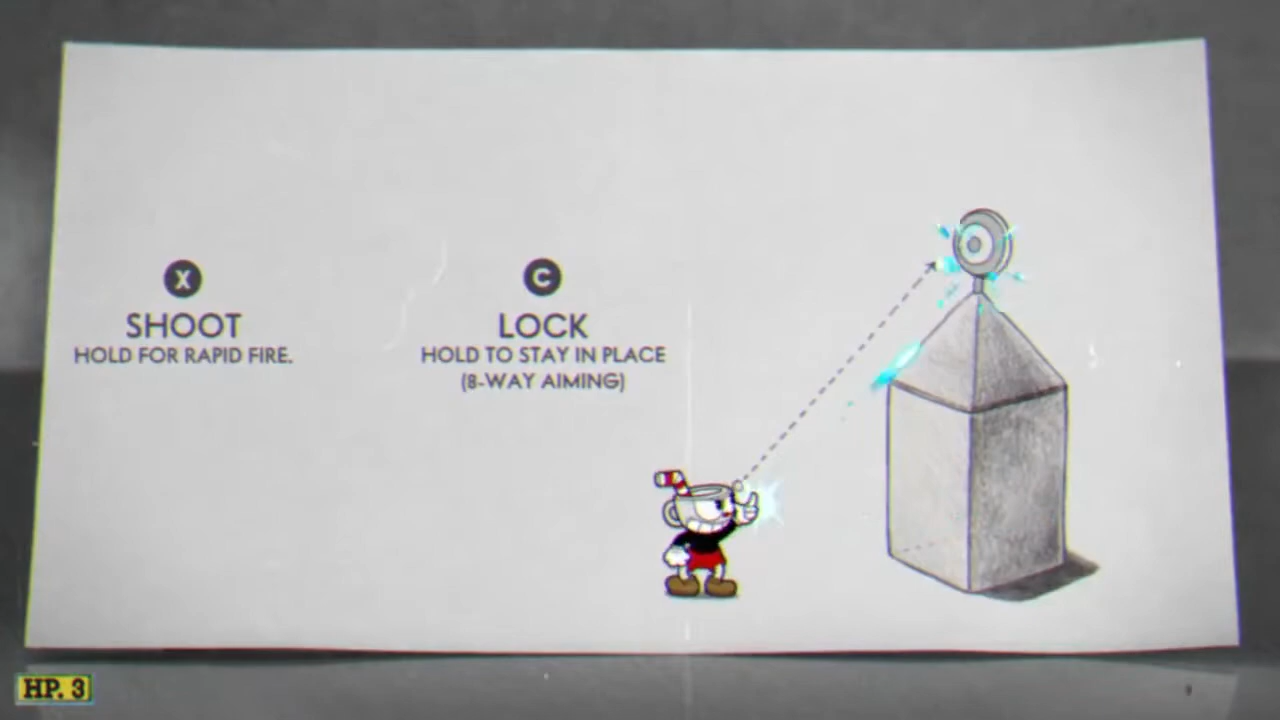 X
SHOOT
HOLD FOR RAPID FIRE.
C
LOCK
HOLD TO STAY IN PLACE
(8-WAY AIMING)
HP. 3